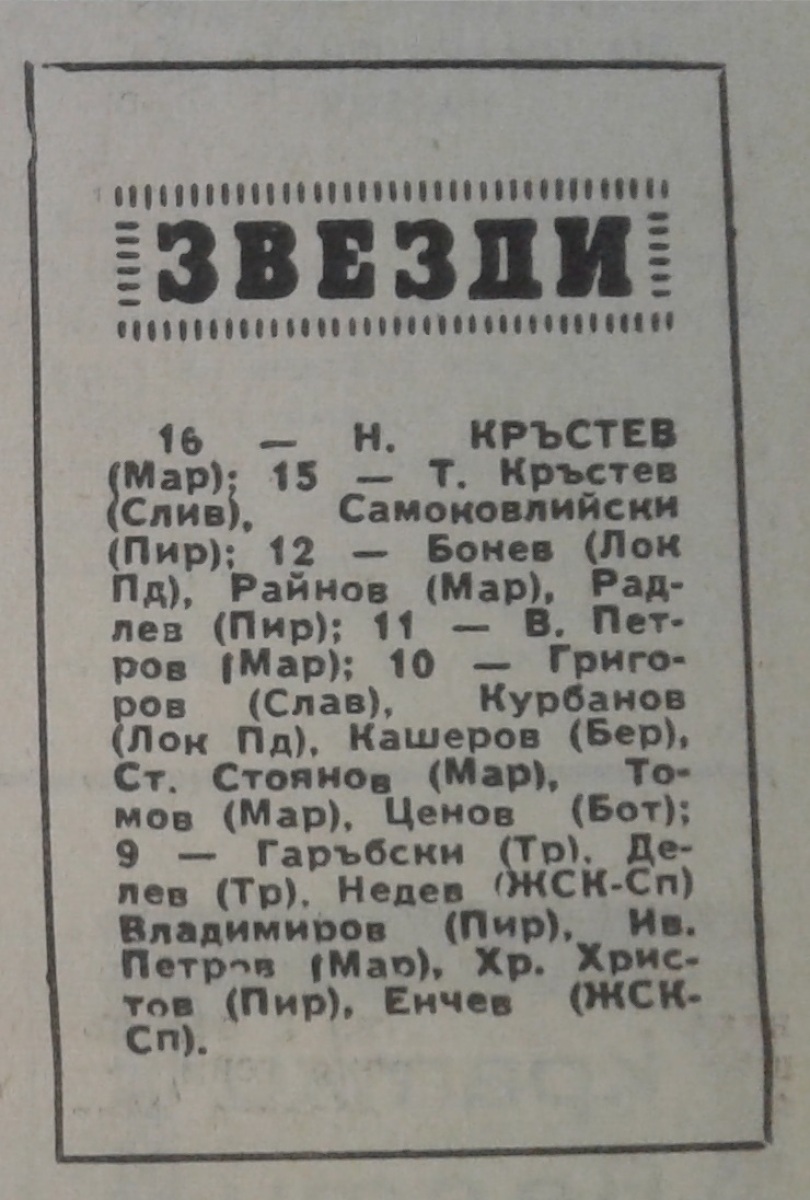 ЗВЕЗДИ
16 — Н. КРЪСТЕВ
(Мар); 15 — Т. Кръстев
(Слив), Самоковлийски
(Пир); 12 — Бонев (Лок
Пд), Райнов (Мар), Рад-
лев (Пир); 11 — В. Пет-
ров (Мар); 10 — Григо-
ров (Слав), Курбанов
(Лок Пд), Кашеров (Бер),
Ст. Стоянов (Мар), То-
мов (Мар), Ценов (Бот);
9 — Гаръбски (Тр), Де-
лев (Тр), Недев (ЖСК-Сп)
Владимиров (Пир), Ив.
Петров (Мар), Хр. Хрис-
тов (Пир), Енчев (ЖСК-
Сп).